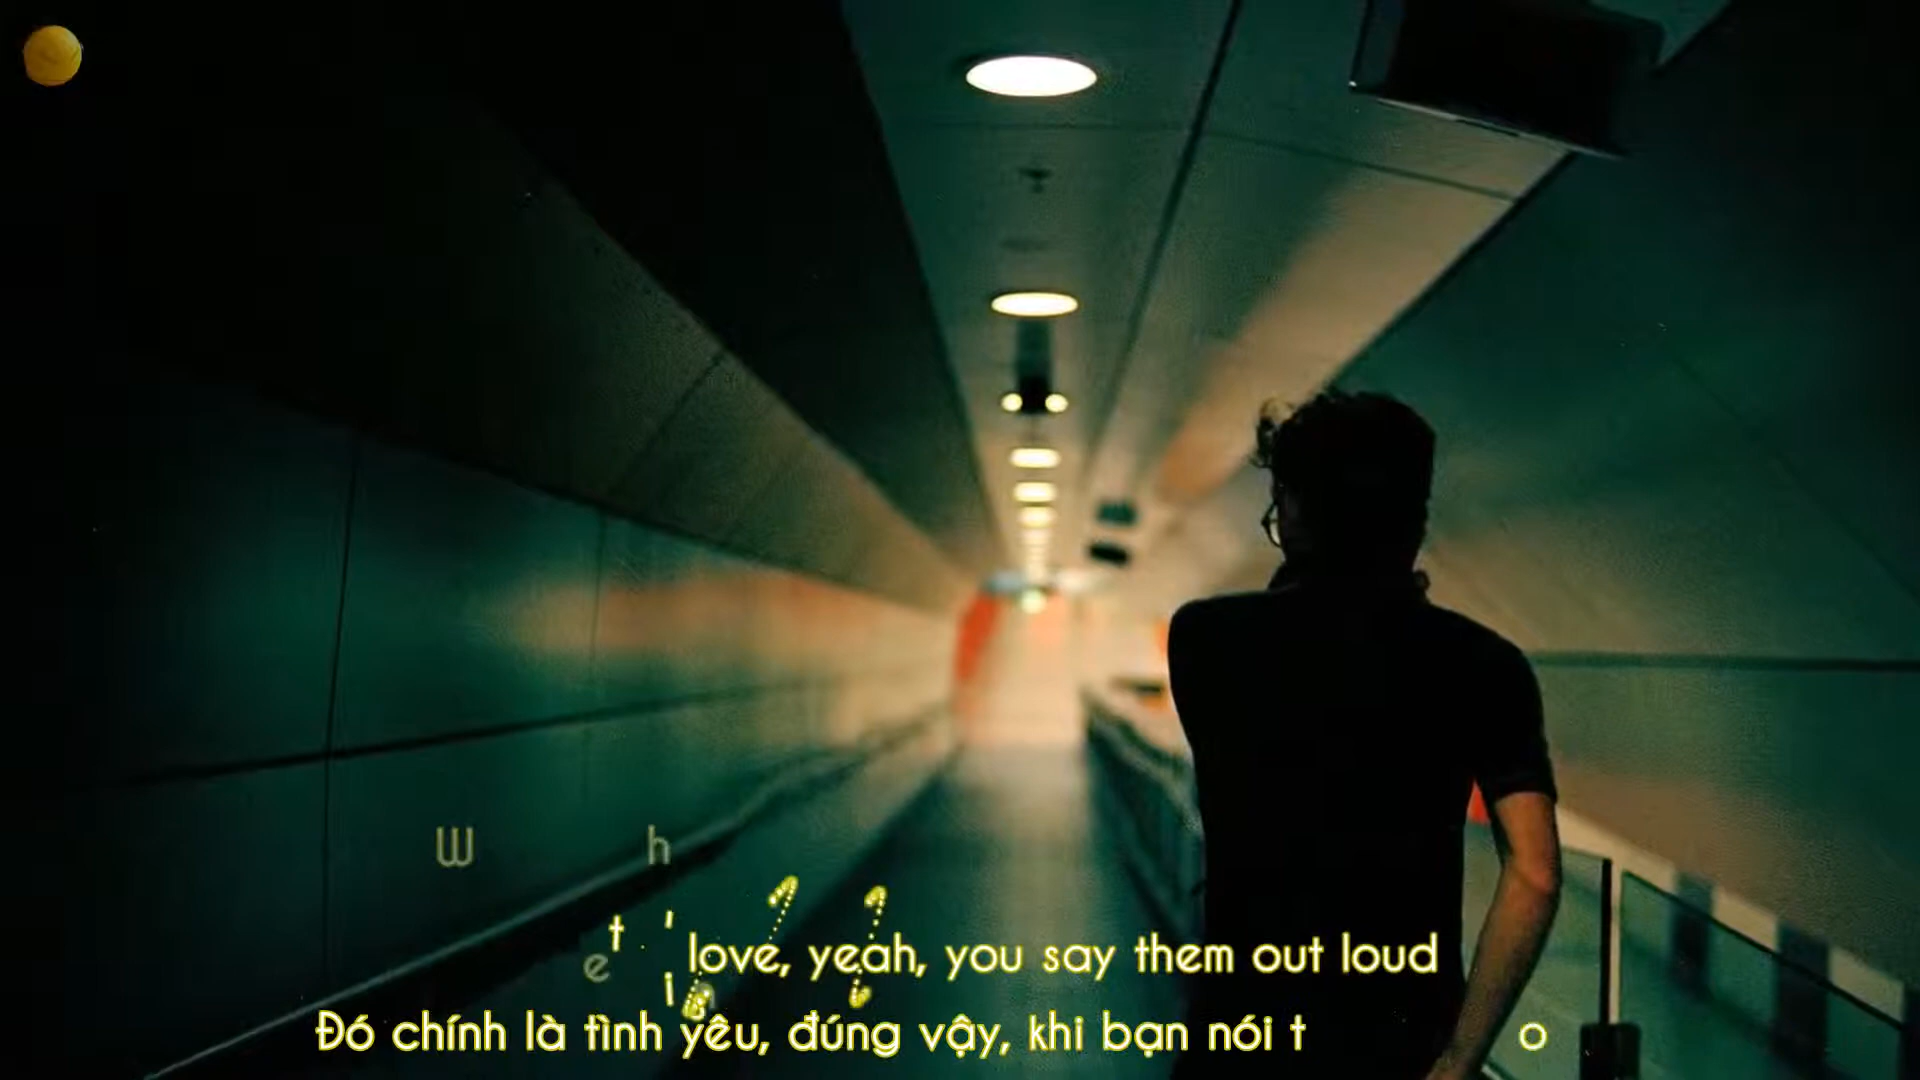 love, yeah, you say them out loud
Đó chính là tình yêu, đúng vậy, khi bạn nói t o